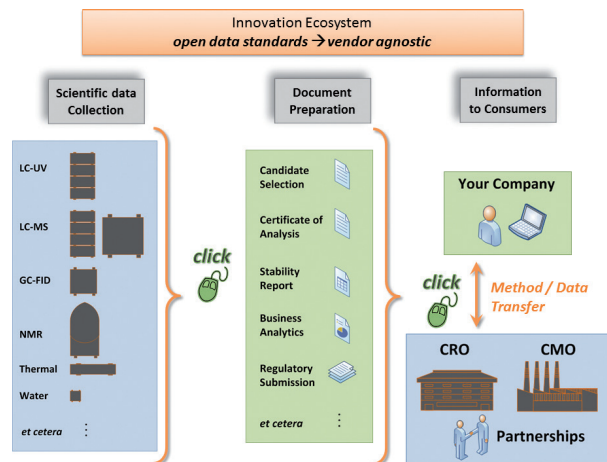 Innovation Ecosystem
open data standards → vendor agnostic
Scientific data
Collection
Document
Preparation
Information
to Consumers
LC-UV
LC-MS
GC-FID
NMR
Thermal
Water
et cetera
click
Candidate
Selection
Certificate of
Analysis
Stability
Report
Business
Analytics
Regulatory
Submission
et cetera
Your Company
click
Method / Data
Transfer
CRO
CMO
Partnerships